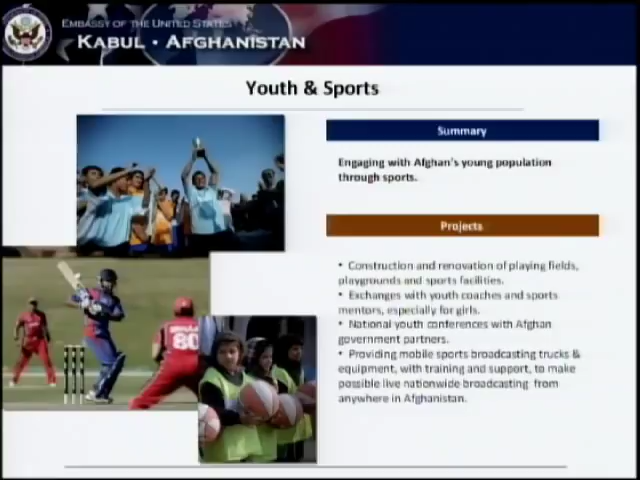 EMBASSY OF THE UNITED STATES
KABUL • AFGHANISTAN
Youth & Sports
Summary
Engaging with Afghan's young population
through sports.
Projects
• Construction and renovation of playing fields,
playgrounds and sports facilities.
• Exchanges with youth coaches and sports
mentors, especially for girls.
• National youth conferences with Afghan
government partners.
• Providing mobile sports broadcasting trucks &
equipment, with training and support, to make
possible live nationwide broadcasting from
anywhere in Afghanistan.
80